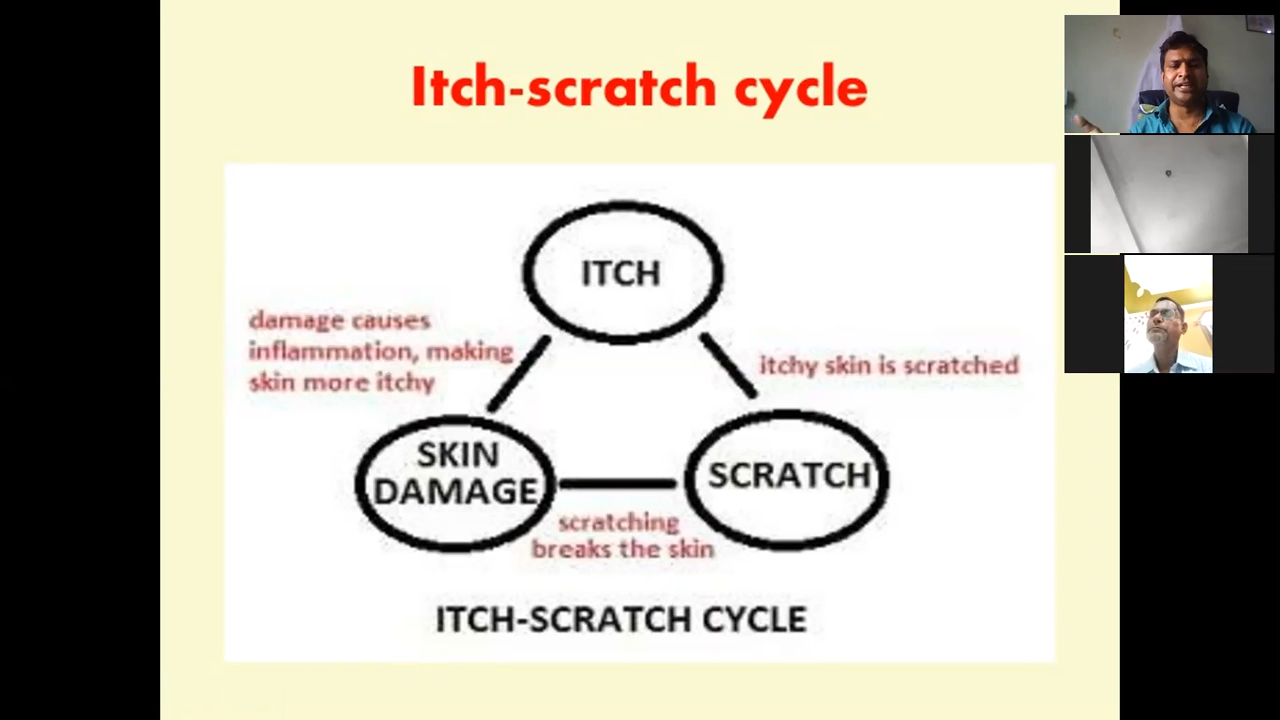 Itch-scratch cycle
ITCH
damage causes
inflammation, making
skin more itchy
itchy skin is scratched
SKIN
DAMAGE
SCRATCH
scratching
breaks the skin
ITCH-SCRATCH CYCLE